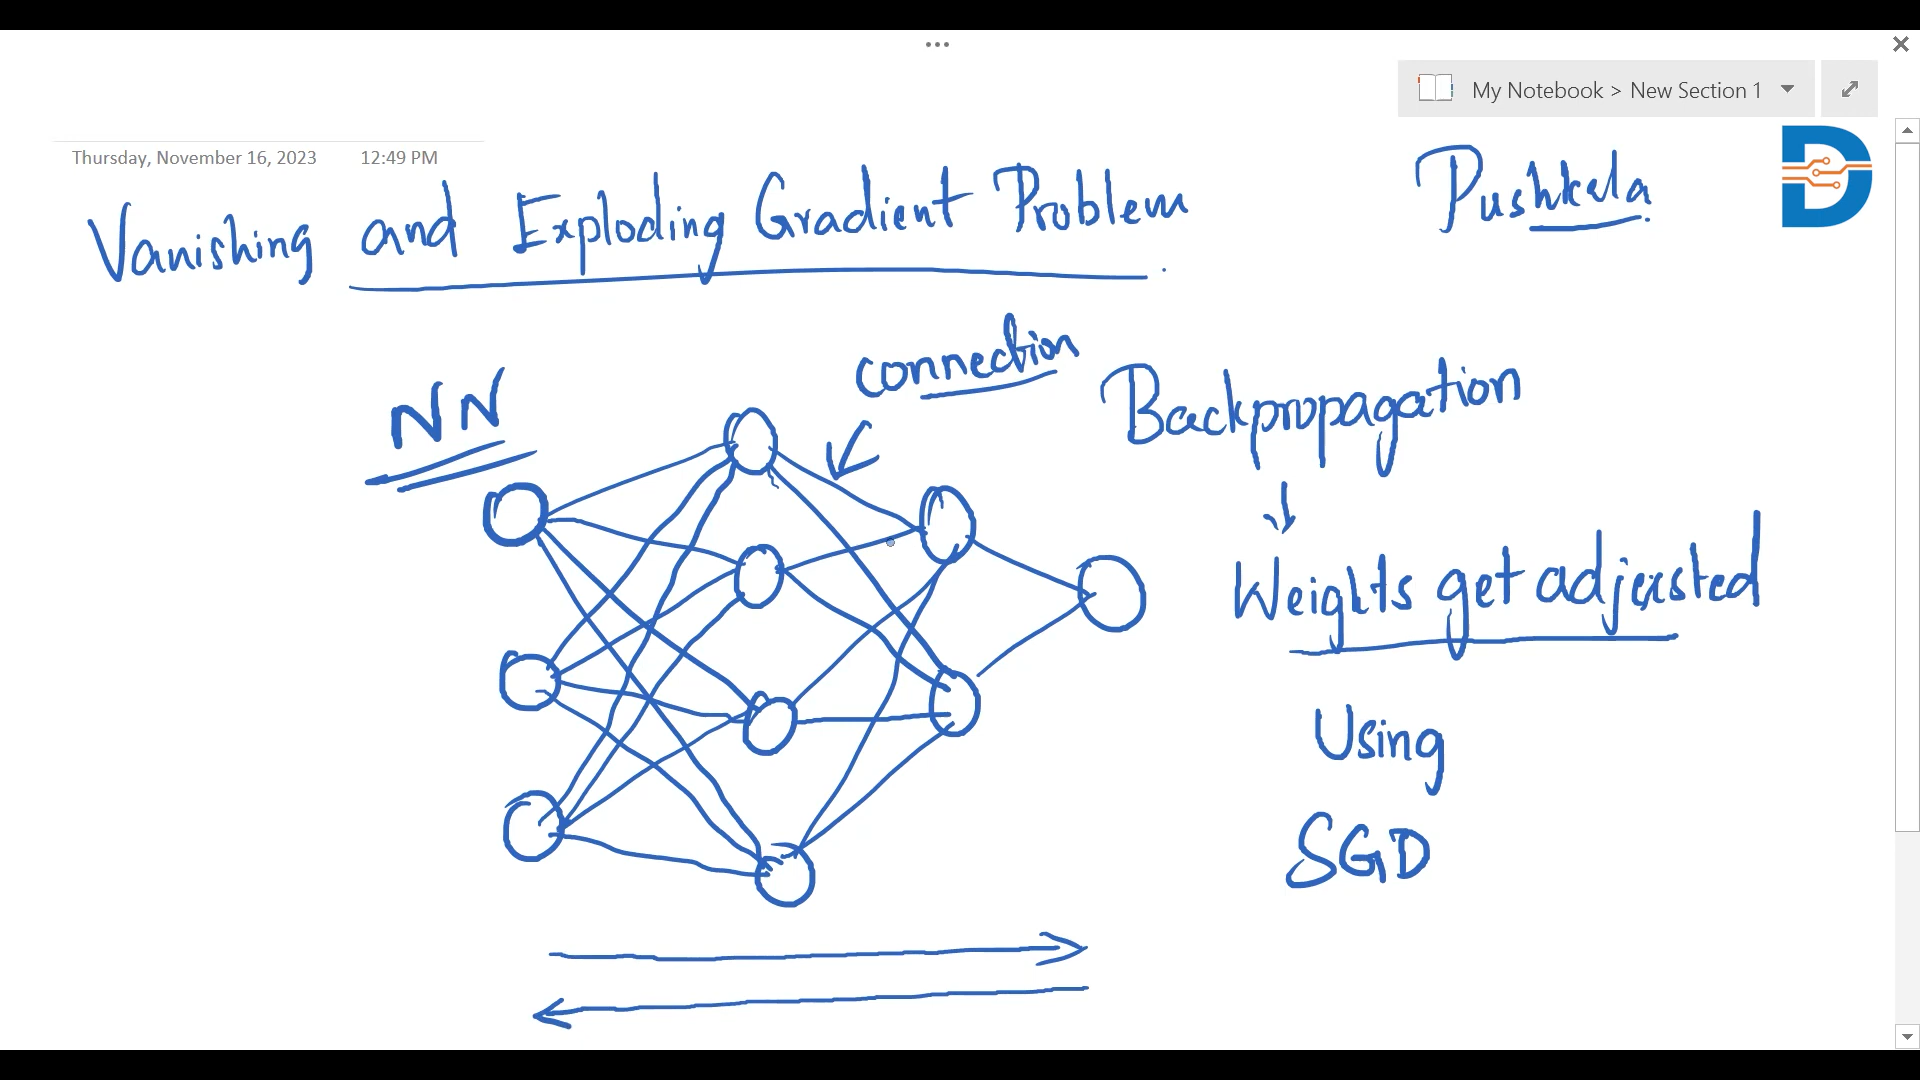 My Notebook > New Section 1
Thursday, November 16, 2023 12:49 PM
Vanishing and Exploding Gradient Problem
Pushkela
NN
connection
Backpropagation
Weights get adjusted
Using
SGD